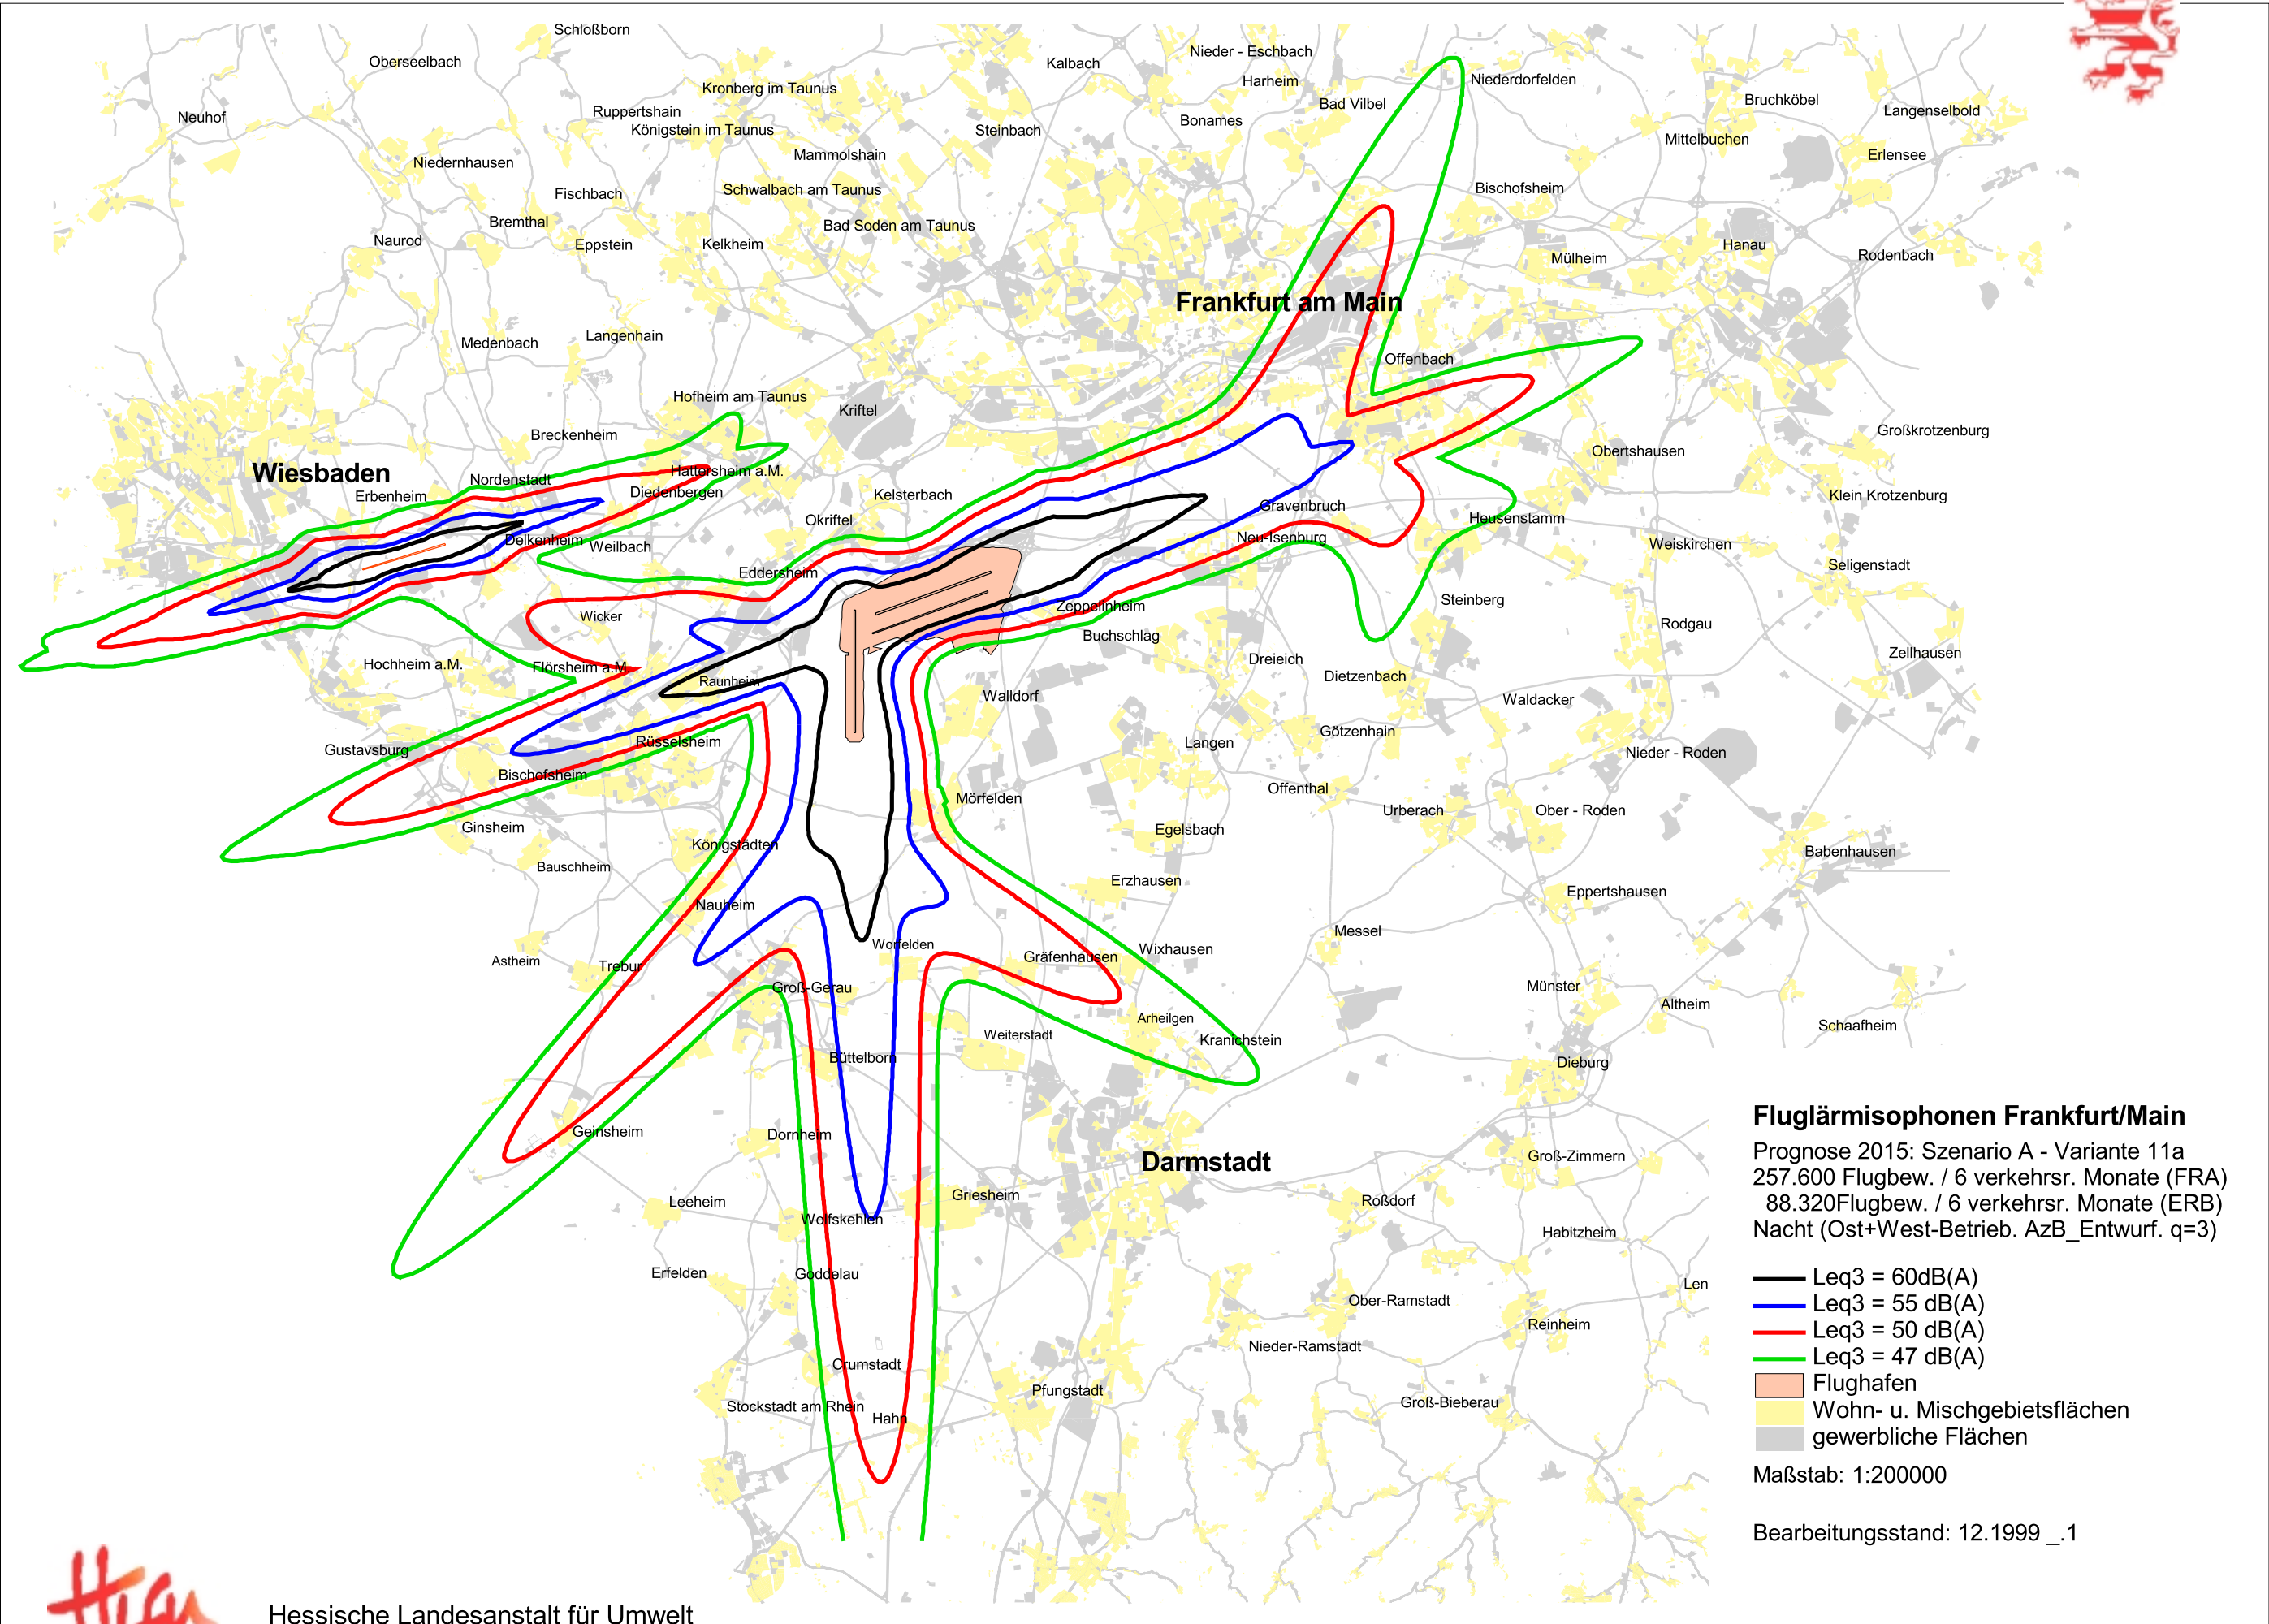 Schloßborn
Oberseelbach
Nieder - Eschbach
Kalbach
Harheim
Niederdorfelden
Kronberg im Taunus
Bad Vilbel
Bruchköbel
Langenselbold
Neuhof
Ruppertshain
Bonames
Königstein im Taunus
Steinbach
Mittelbuchen
Mammolshain
Erlensee
Niedernhausen
Schwalbach am Taunus
Bischofsheim
Fischbach
Bremthal
Bad Soden am Taunus
Naurod
Eppstein
Kelkheim
Hanau
Rodenbach
Mülheim
Frankfurt am Main
Langenhain
Medenbach
Offenbach
Hofheim am Taunus
Kriftel
Breckenheim
Großkrotzenburg
Obertshausen
Wiesbaden
Hattersheim a.M.
Nordenstadt
Diedenbergen
Erbenheim
Kelsterbach
Klein Krotzenburg
Gravenbruch
Okriftel
Heusenstamm
Delkenheim
Weilbach
Neu-Isenburg
Weiskirchen
Eddersheim
Seligenstadt
Zeppelinheim
Steinberg
Wicker
Buchschlag
Rodgau
Zellhausen
Hochheim a.M.
Flörsheim a.M.
Dreieich
Raunheim
Dietzenbach
Walldorf
Waldacker
Götzenhain
Rüsselsheim
Langen
Gustavsburg
Nieder - Roden
Bischofsheim
Offenthal
Mörfelden
Urberach
Ober - Roden
Ginsheim
Egelsbach
Königstädten
Babenhausen
Bauschheim
Erzhausen
Eppertshausen
Nauheim
Messel
Worfelden
Wixhausen
Gräfenhausen
Astheim
Trebur
Groß-Gerau
Münster
Altheim
Arheilgen
Schaafheim
Weiterstadt
Kranichstein
Büttelborn
Dieburg
Geinsheim
Dornheim
Darmstadt
Groß-Zimmern
Griesheim
Leeheim
Roßdorf
Wolfskehlen
Habitzheim
Erfelden
Goddelau
Len
Ober-Ramstadt
Reinheim
Nieder-Ramstadt
Crumstadt
Pfungstadt
Stockstadt am Rhein
Groß-Bieberau
Hahn
Fluglärmisophonen Frankfurt/Main
Prognose 2015: Szenario A - Variante 11a
257.600 Flugbew. / 6 verkehrsr. Monate (FRA)
88.320Flugbew. / 6 verkehrsr. Monate (ERB)
Nacht (Ost+West-Betrieb. AzB_Entwurf. q=3)
Leq3 = 60dB(A)
Leq3 = 55 dB(A)
Leq3 = 50 dB(A)
Leq3 = 47 dB(A)
Flughafen
Wohn- u. Mischgebietsflächen
gewerbliche Flächen
Maßstab: 1:200000
Bearbeitungsstand: 12.1999 _.1
Hessische Landesanstalt für Umwelt